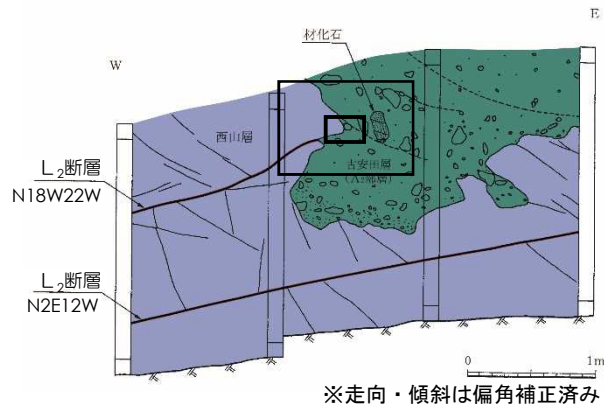 E
材化石
W
西山層
L₂断層
N18W22W
古安田層
(A₂部層)
L₂断層
N2E12W
0 1m
※走向・傾斜は偏角補正済み